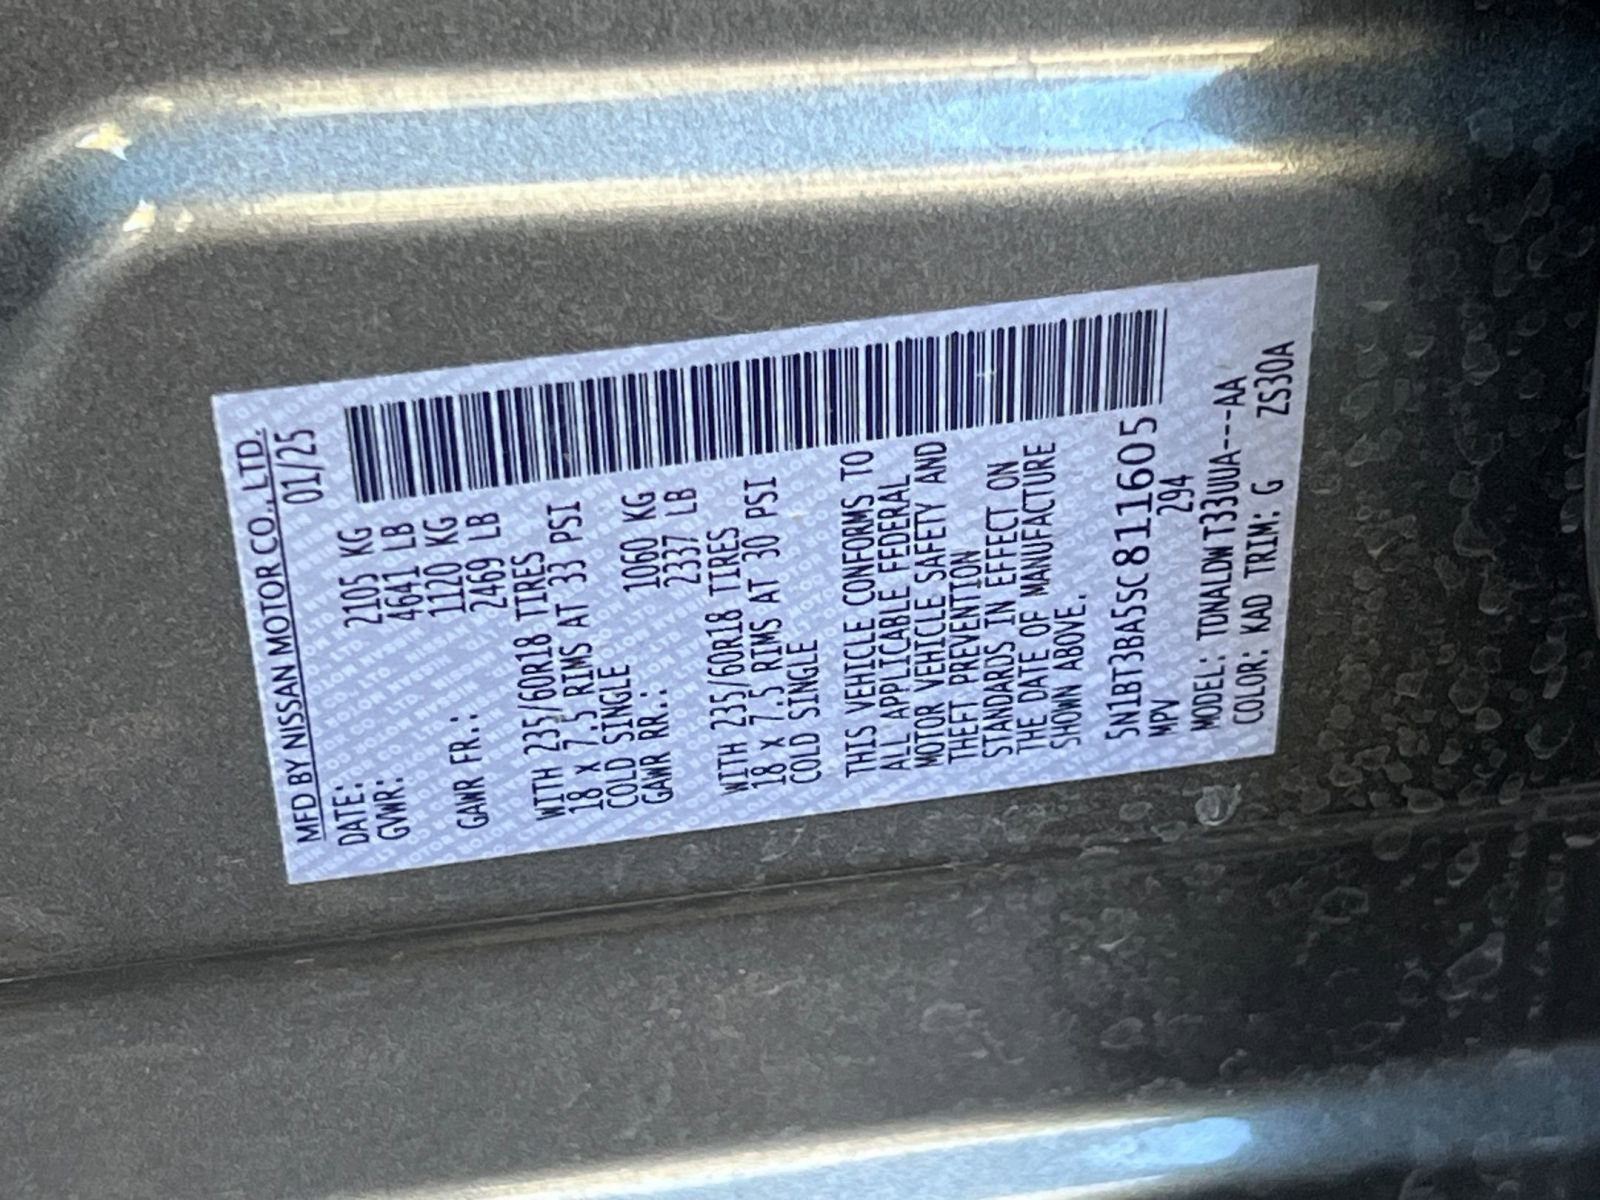 MFD BY NISSAN MOTOR CO., LTD.
DATE: 01/25
GVWR: 2105 KG
4641 LB
GAWR FR.: 1120 KG
2469 LB
WITH 235/60R18 TIRES
18 x 7.5 RIMS AT 33 PSI
COLD SINGLE
GAWR RR.: 1060 KG
2337 LB
WITH 235/60R18 TIRES
18 x 7.5 RIMS AT 30 PSI
COLD SINGLE
THIS VEHICLE CONFORMS TO
ALL APPLICABLE FEDERAL
MOTOR VEHICLE SAFETY AND
THEFT PREVENTION
STANDARDS IN EFFECT ON
THE DATE OF MANUFACTURE
SHOWN ABOVE.
5N1BT3BA5SC811605
MPV 294
MODEL: TDNALDWT33UUA---AA
COLOR: KAD TRIM: G ZS30A